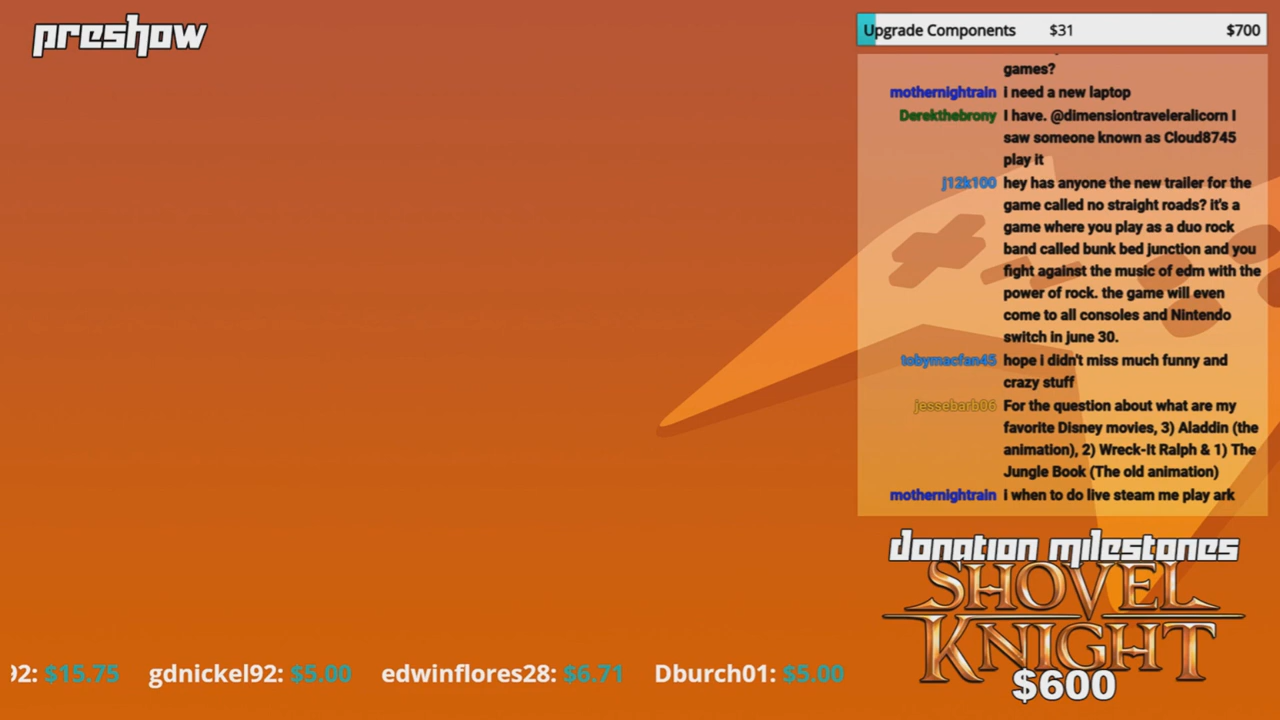 preshow
Upgrade Components $31 $700
games?
mothernightrain i need a new laptop
Derekthebrony I have. @dimensiontraveleralicorn I
saw someone known as Cloud8745
play it
j12k100 hey has anyone the new trailer for the
game called no straight roads? it's a
game where you play as a duo rock
band called bunk bed junction and you
fight against the music of edm with the
power of rock. the game will even
come to all consoles and Nintendo
switch in june 30.
tobymacfan45 hope i didn't miss much funny and
crazy stuff
jessebarb06 For the question about what are my
favorite Disney movies, 3) Aladdin (the
animation), 2) Wreck-It Ralph & 1) The
Jungle Book (The old animation)
mothernightrain i when to do live steam me play ark
donation milestones
SHOVEL
KNIGHT
$600
92: $15.75 gdnickel92: $5.00 edwinflores28: $6.71 Dburch01: $5.00